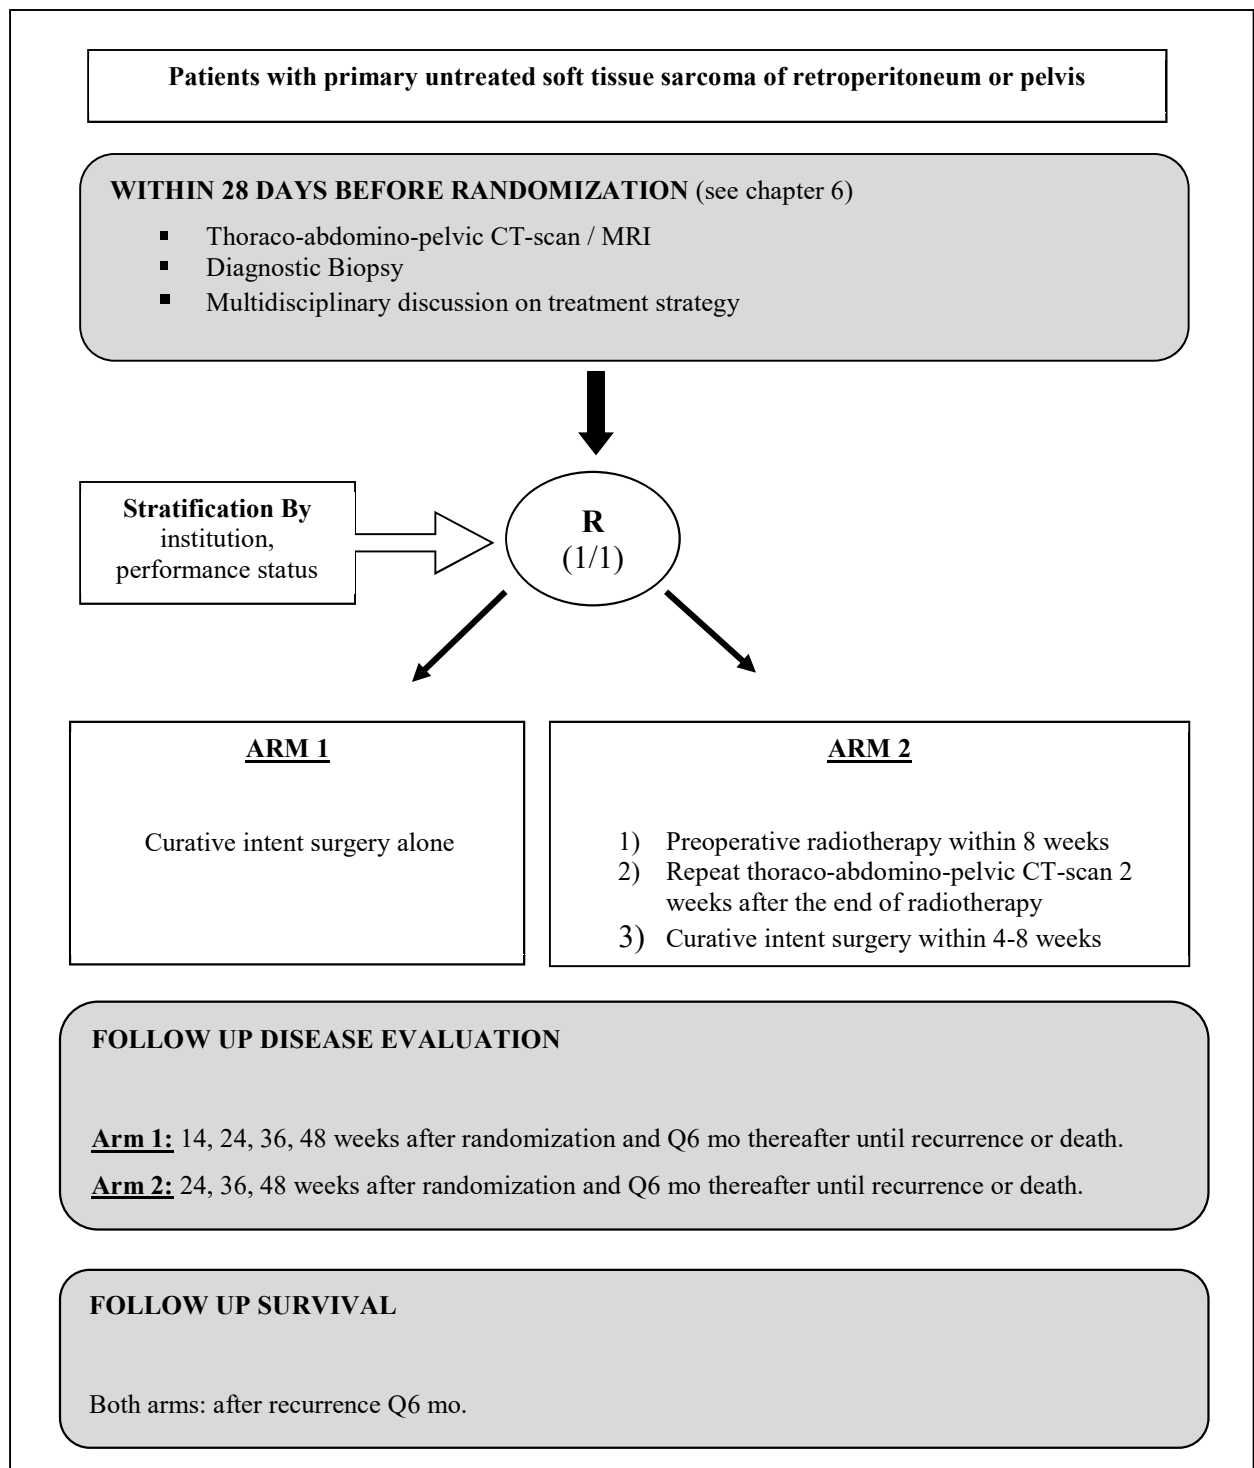 Patients with primary untreated soft tissue sarcoma of retroperitoneum or pelvis
WITHIN 28 DAYS BEFORE RANDOMIZATION (see chapter 6)
▪ Thoraco-abdomino-pelvic CT-scan / MRI
▪ Diagnostic Biopsy
▪ Multidisciplinary discussion on treatment strategy
Stratification By
institution,
performance status
R
(1/1)
ARM 1
Curative intent surgery alone
ARM 2
1) Preoperative radiotherapy within 8 weeks
2) Repeat thoraco-abdomino-pelvic CT-scan 2
weeks after the end of radiotherapy
3) Curative intent surgery within 4-8 weeks
FOLLOW UP DISEASE EVALUATION
Arm 1: 14, 24, 36, 48 weeks after randomization and Q6 mo thereafter until recurrence or death.
Arm 2: 24, 36, 48 weeks after randomization and Q6 mo thereafter until recurrence or death.
FOLLOW UP SURVIVAL
Both arms: after recurrence Q6 mo.